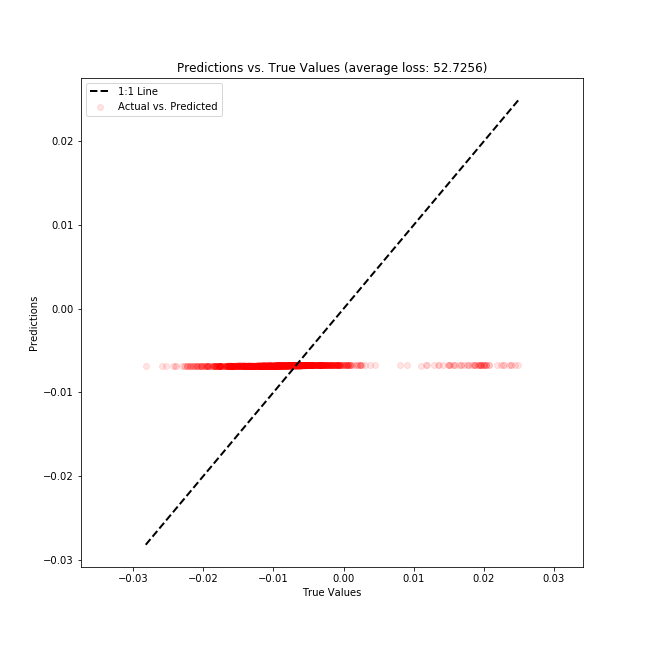 Predictions vs. True Values (average loss: 52.7256)
1:1 Line
Actual vs. Predicted
0.02
0.01
0.00
−0.01
−0.02
−0.03
Predictions
−0.03 −0.02 −0.01 0.00 0.01 0.02 0.03
True Values